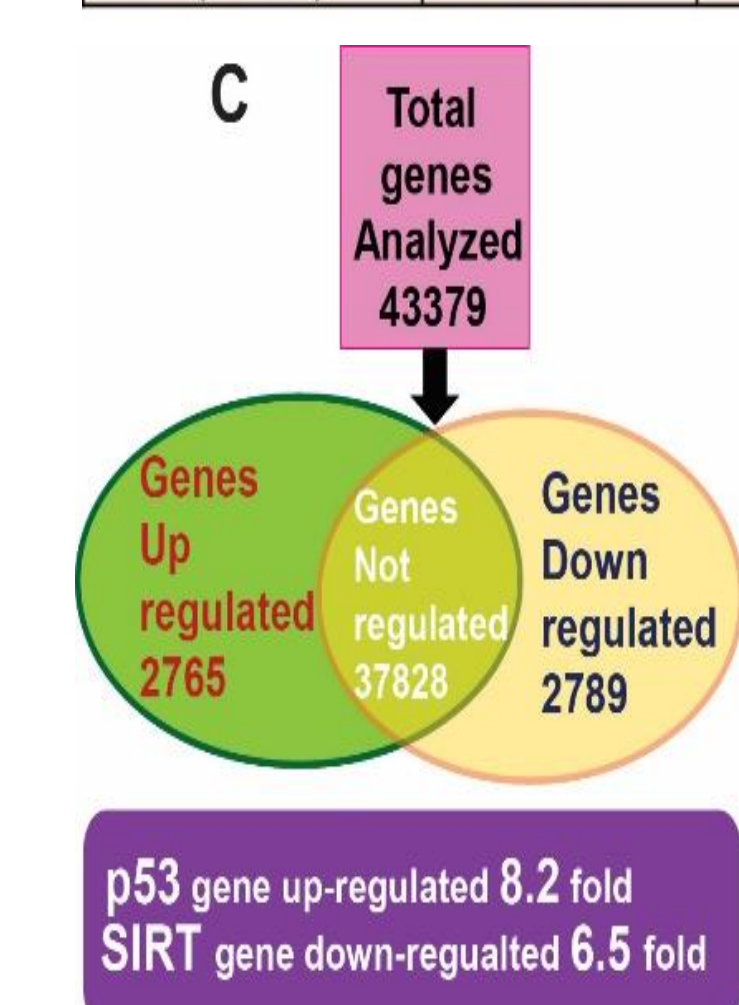 C
Total
genes
Analyzed
43379
Genes
Up
regulated
2765
Genes
Not
regulated
37828
Genes
Down
regulated
2789
p53 gene up-regulated 8.2 fold
SIRT gene down-regualted 6.5 fold